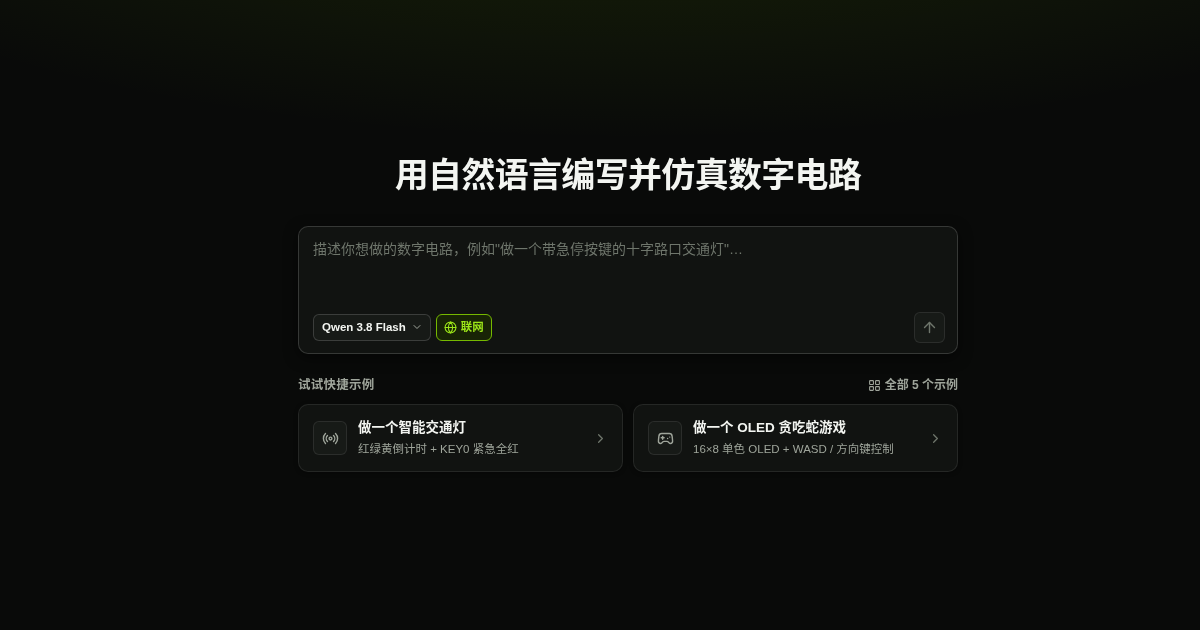 用自然语言编写并仿真数字电路
描述你想做的数字电路，例如"做一个带急停按键的十字路口交通灯"…
Qwen 3.8 Flash
联网
试试快捷示例
全部 5 个示例
做一个智能交通灯
红绿黄倒计时 + KEY0 紧急全红
做一个 OLED 贪吃蛇游戏
16×8 单色 OLED + WASD / 方向键控制